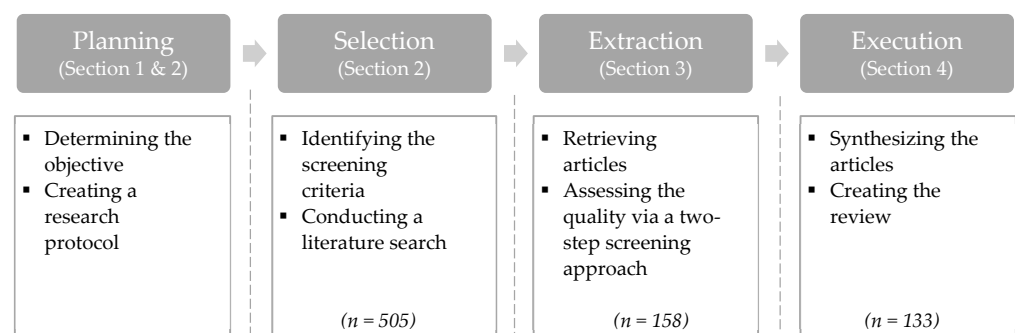 Planning
(Section 1 & 2)
Selection
(Section 2)
Extraction
(Section 3)
Execution
(Section 4)
▪ Determining the
objective
▪ Creating a
research
protocol
▪ Identifying the
screening
criteria
▪ Conducting a
literature search
(n = 505)
▪ Retrieving
articles
▪ Assessing the
quality via a two-
step screening
approach
(n = 158)
▪ Synthesizing the
articles
▪ Creating the
review
(n = 133)